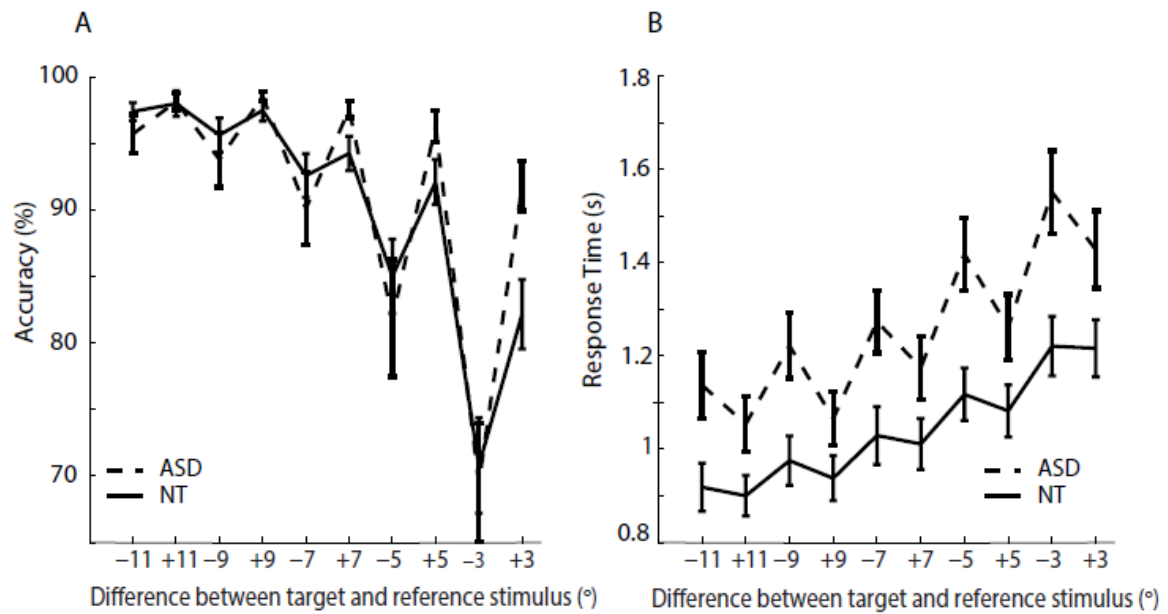 A
B
100
90
80
70
Accuracy (%)
ASD
NT
−11 +11 −9 +9 −7 +7 −5 +5 −3 +3
Difference between target and reference stimulus (°)
1.8
1.6
1.4
1.2
1
0.8
Response Time (s)
ASD
NT
−11 +11 −9 +9 −7 +7 −5 +5 −3 +3
Difference between target and reference stimulus (°)